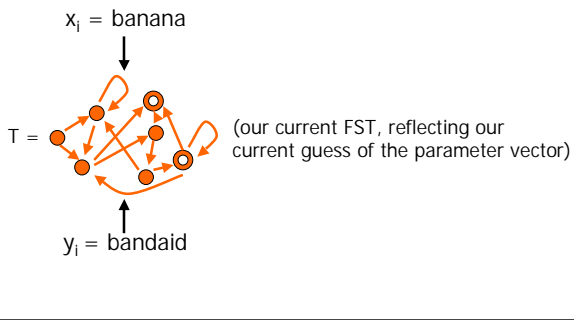 xi = banana
T =
(our current FST, reflecting our
current guess of the parameter vector)
yi = bandaid